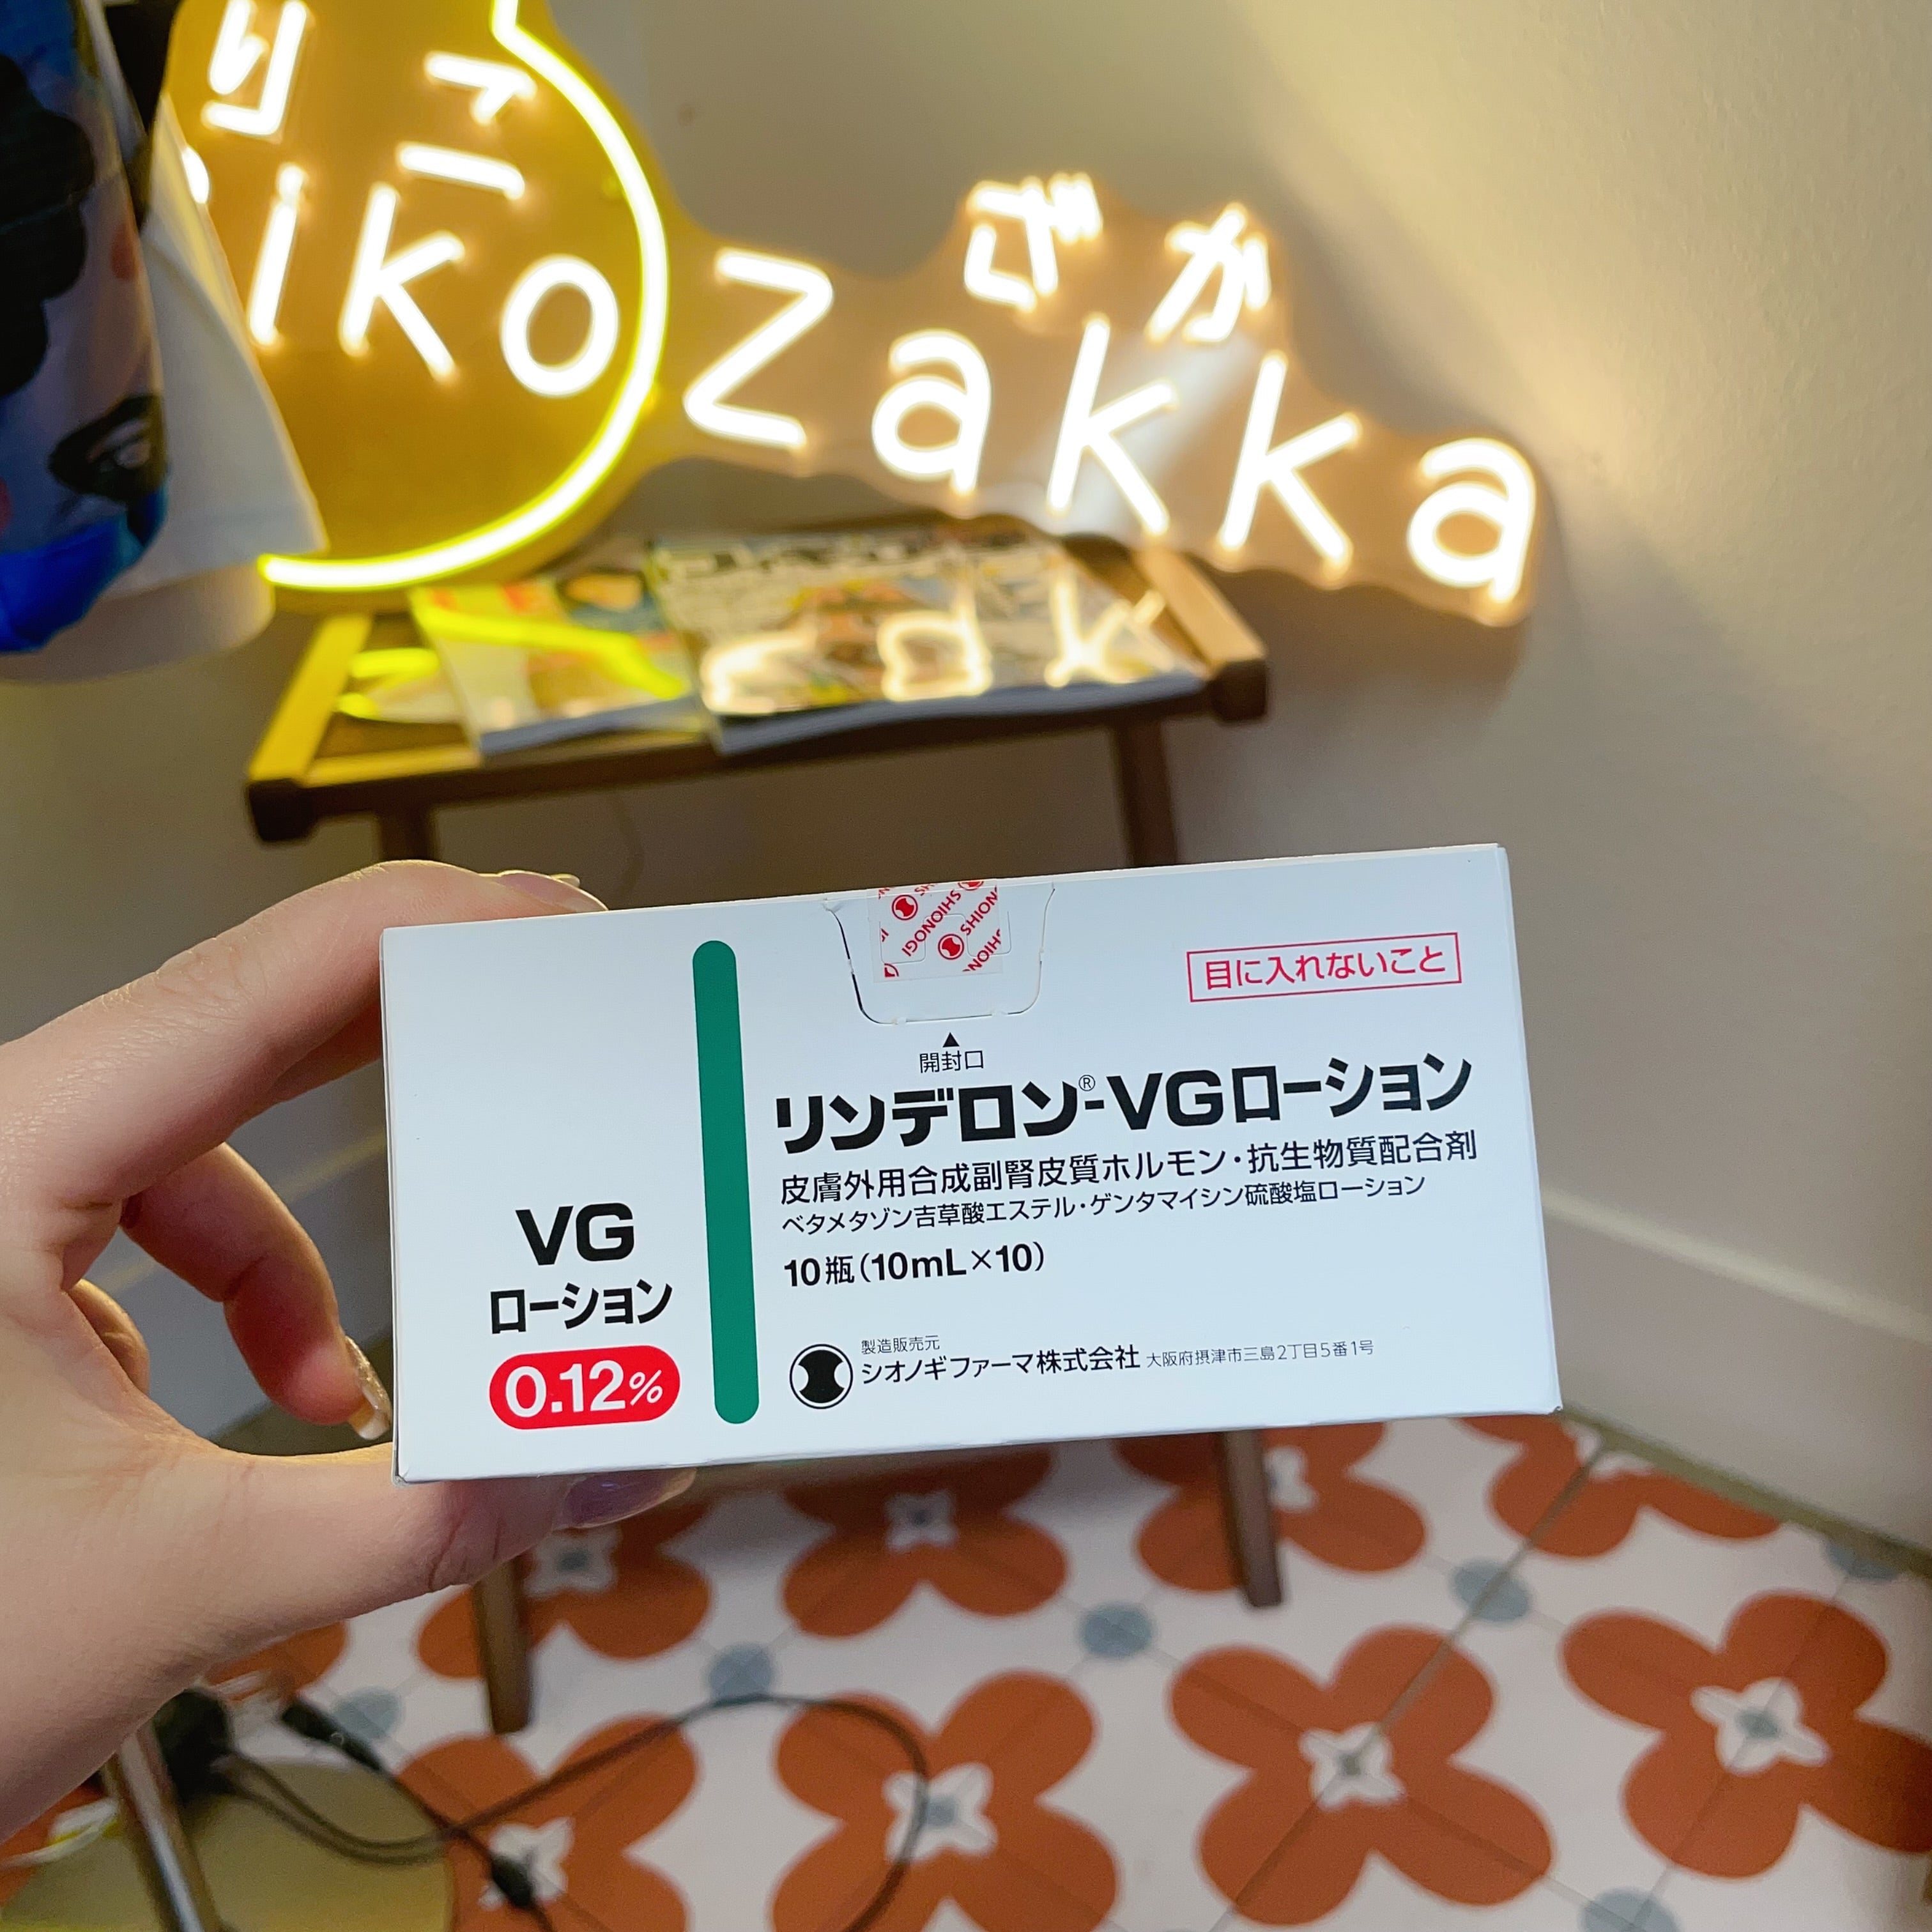 り こ
iko
ざ か
zakka
SHIONOGI
目に入れないこと
開封口
リンデロン®-VGローション
皮膚外用合成副腎皮質ホルモン・抗生物質配合剤
ベタメタゾン吉草酸エステル・ゲンタマイシン硫酸塩ローション
10瓶(10mL×10)
VG
ローション
0.12%
製造販売元
シオノギファーマ株式会社 大阪府摂津市三島2丁目5番1号